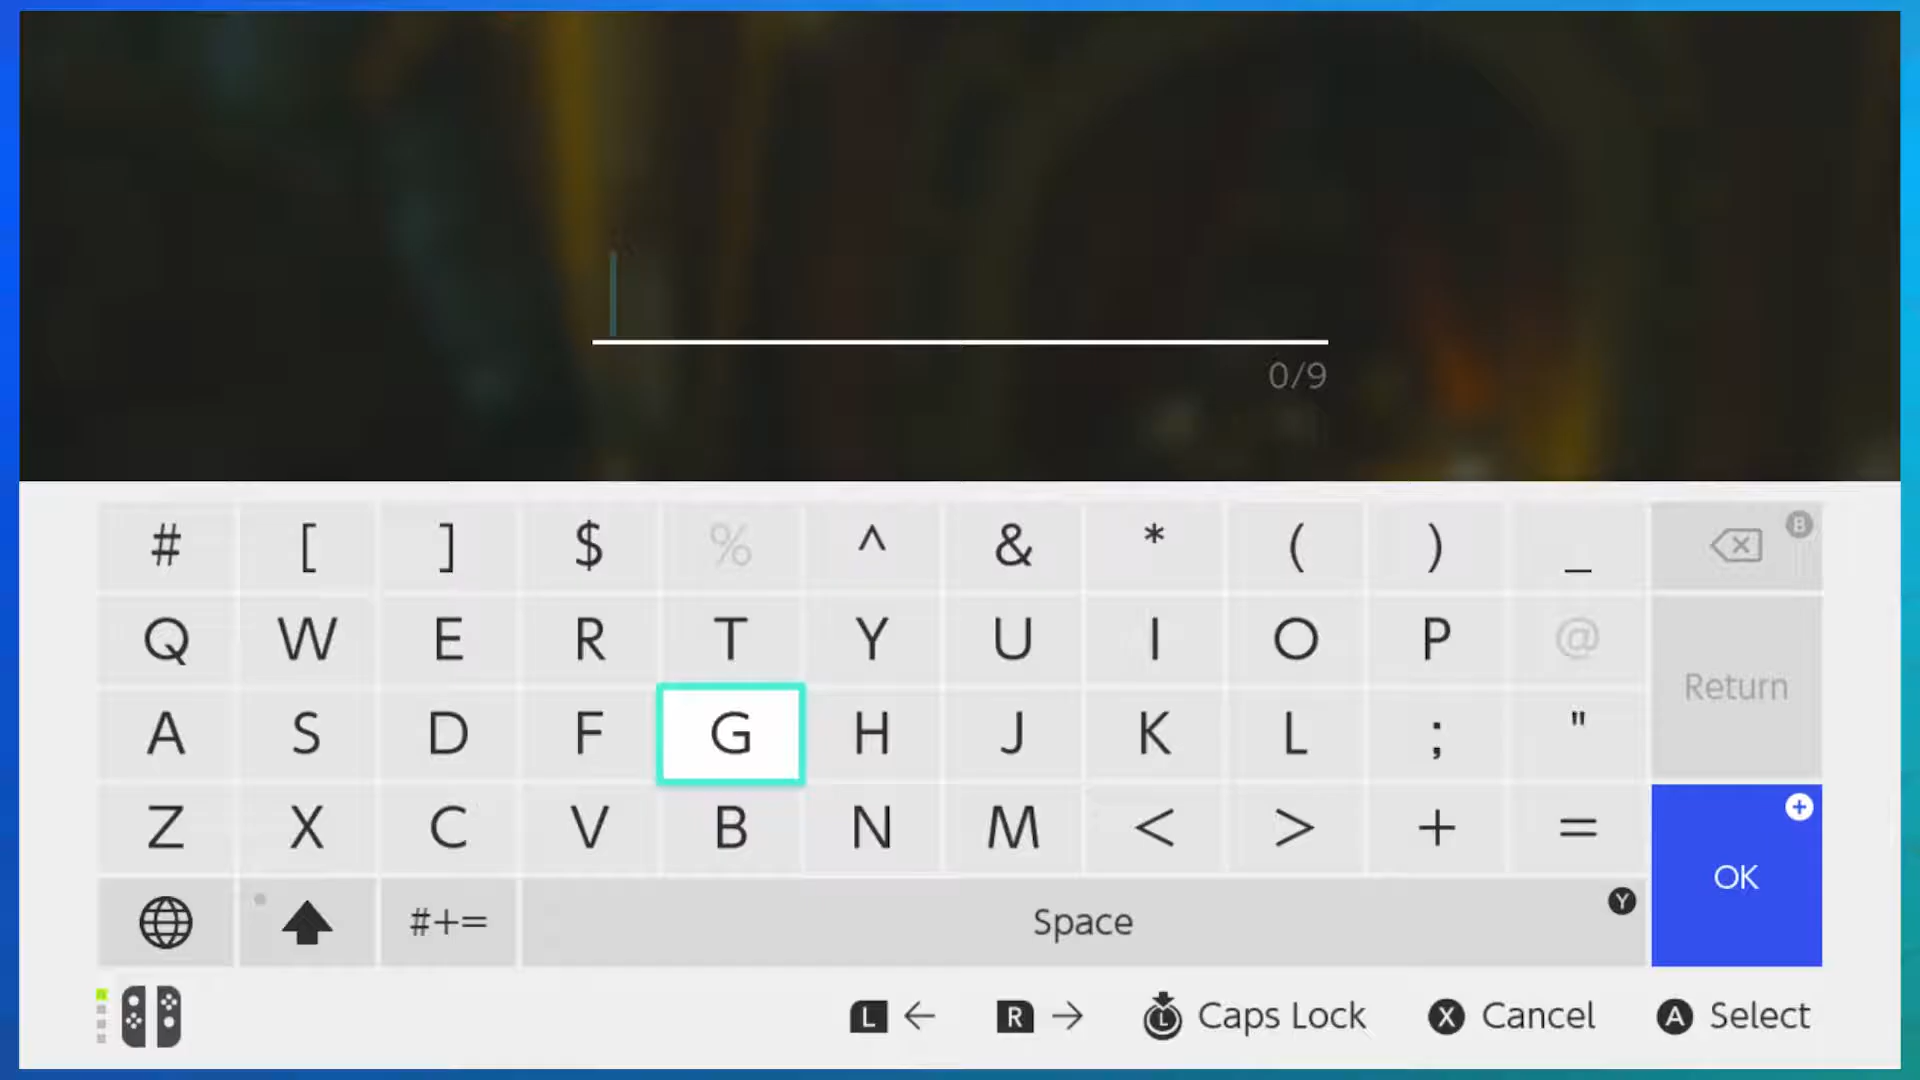 0/9
# [ ] $ % ^ & * ( ) _ B
Q W E R T Y U I O P @
Return
A S D F G H J K L ; "
Z X C V B N M < > + =
OK
#+= Space Y
L ← R → L Caps Lock X Cancel A Select